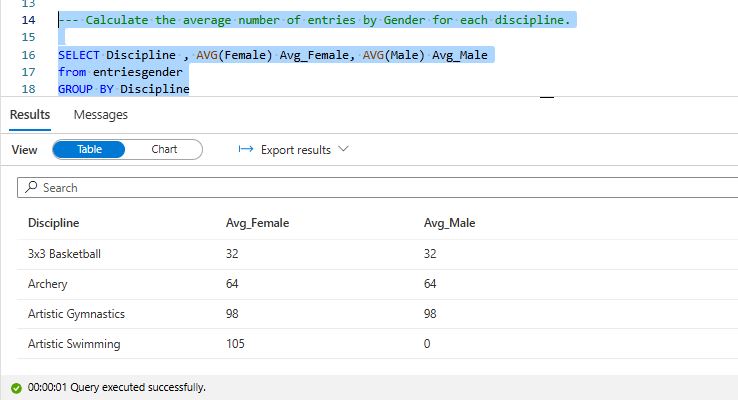 13
14 --- Calculate the average number of entries by Gender for each discipline.
15
16 SELECT Discipline , AVG(Female) Avg_Female, AVG(Male) Avg_Male
17 from entriesgender
18 GROUP BY Discipline
Results Messages
View Table Chart Export results
Search
Discipline Avg_Female Avg_Male
3x3 Basketball 32 32
Archery 64 64
Artistic Gymnastics 98 98
Artistic Swimming 105 0
00:00:01 Query executed successfully.